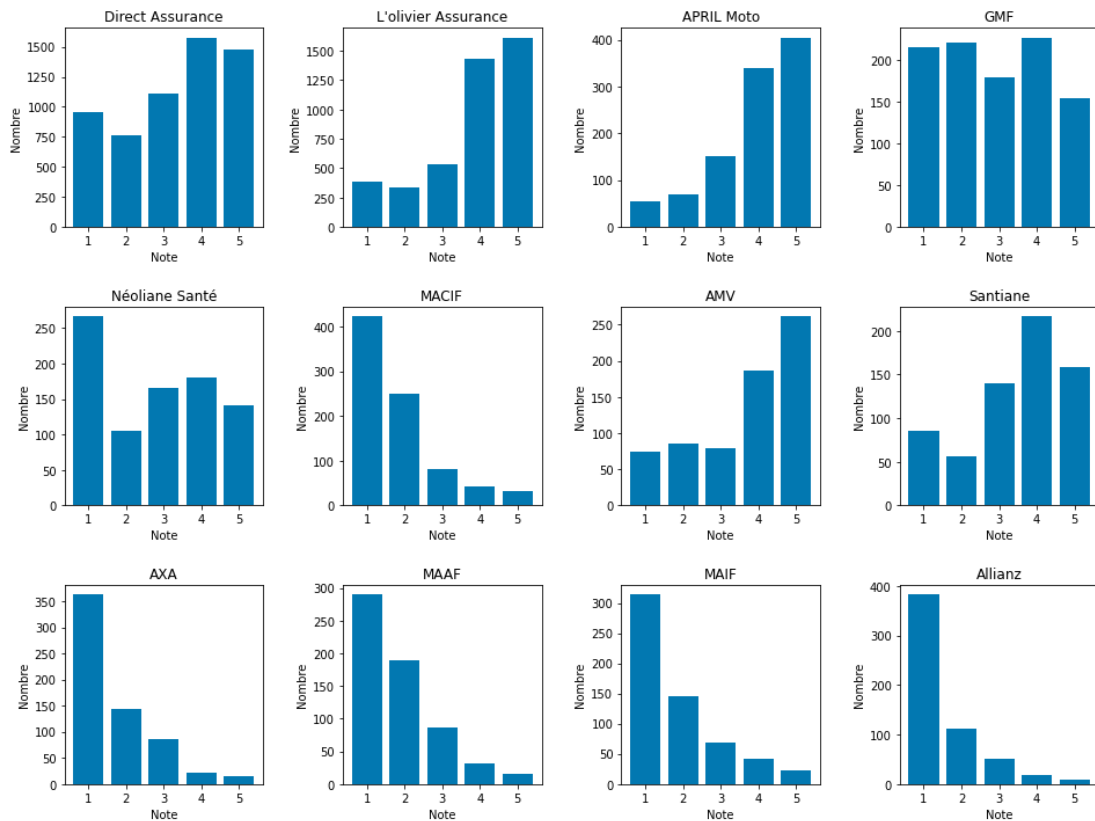 Direct Assurance
Nombre
1500
1250
1000
750
500
250
0
1 2 3 4 5
Note
L'olivier Assurance
Nombre
1500
1250
1000
750
500
250
0
1 2 3 4 5
Note
APRIL Moto
Nombre
400
300
200
100
0
1 2 3 4 5
Note
GMF
Nombre
200
150
100
50
0
1 2 3 4 5
Note
Néoliane Santé
Nombre
250
200
150
100
50
0
1 2 3 4 5
Note
MACIF
Nombre
400
300
200
100
0
1 2 3 4 5
Note
AMV
Nombre
250
200
150
100
50
0
1 2 3 4 5
Note
Santiane
Nombre
200
150
100
50
0
1 2 3 4 5
Note
AXA
Nombre
350
300
250
200
150
100
50
0
1 2 3 4 5
Note
MAAF
Nombre
300
250
200
150
100
50
0
1 2 3 4 5
Note
MAIF
Nombre
300
250
200
150
100
50
0
1 2 3 4 5
Note
Allianz
Nombre
400
300
200
100
0
1 2 3 4 5
Note